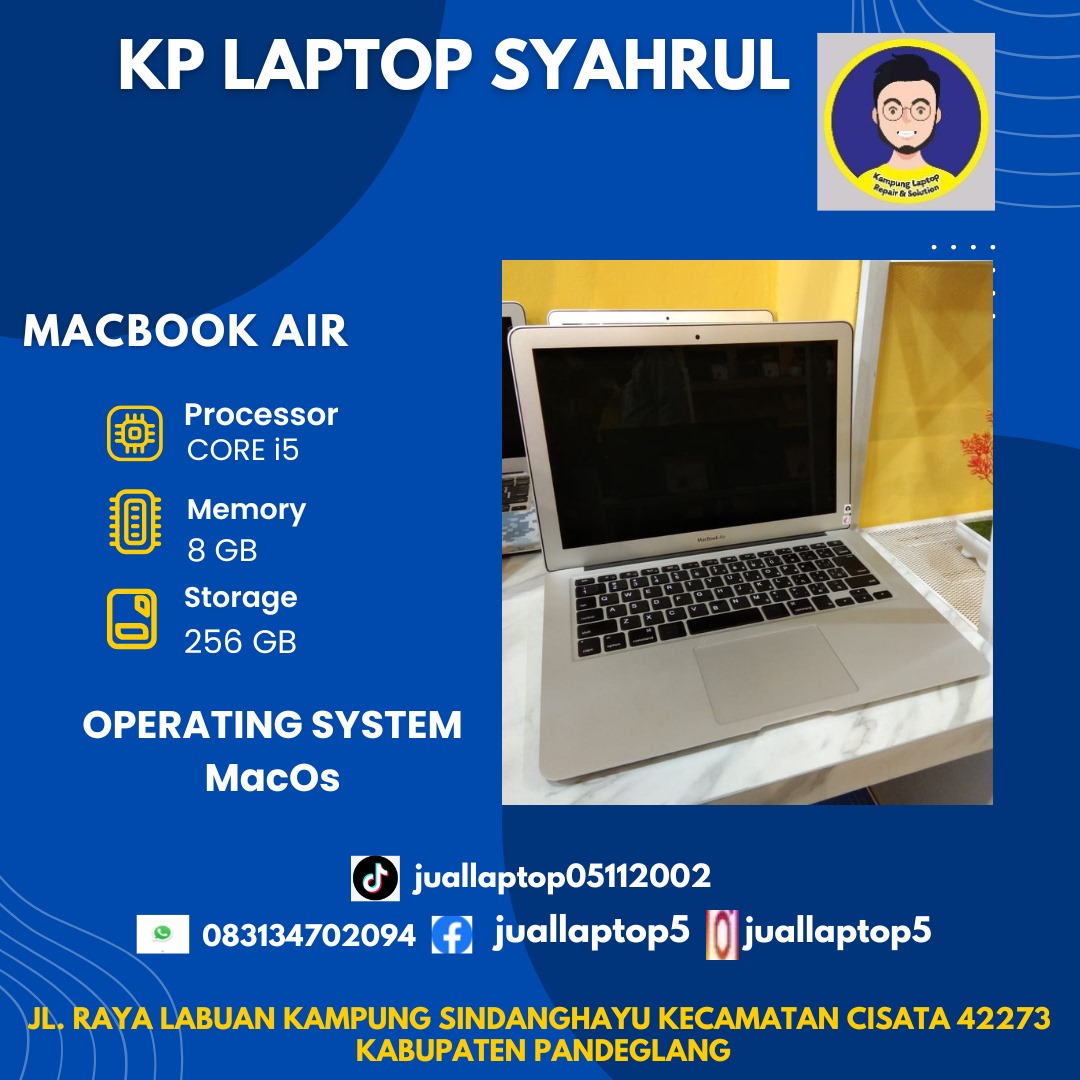 KP LAPTOP SYAHRUL
Kampung Laptop
Repair & Solution
MACBOOK AIR
Processor
CORE i5
Memory
8 GB
Storage
256 GB
OPERATING SYSTEM
MacOs
MacBook Air
juallaptop05112002
083134702094 juallaptop5 juallaptop5
JL. RAYA LABUAN KAMPUNG SINDANGHAYU KECAMATAN CISATA 42273
KABUPATEN PANDEGLANG